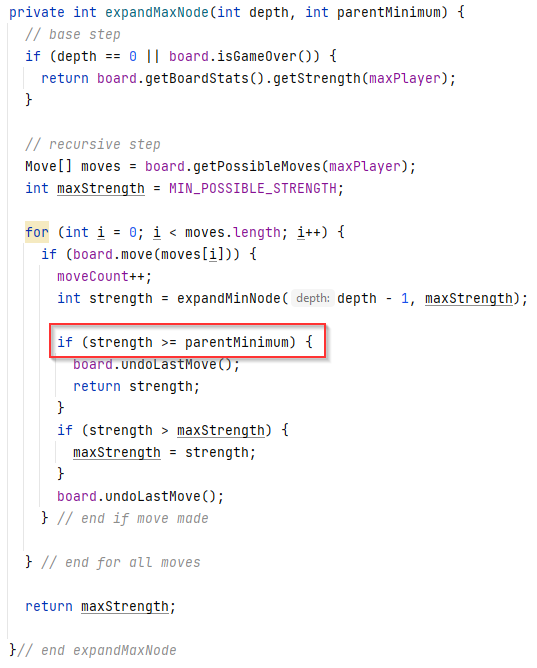 private int expandMaxNode(int depth, int parentMinimum) {
  // base step
  if (depth == 0 || board.isGameOver()) {
    return board.getBoardStats().getStrength(maxPlayer);
  }

  // recursive step
  Move[] moves = board.getPossibleMoves(maxPlayer);
  int maxStrength = MIN_POSSIBLE_STRENGTH;

  for (int i = 0; i < moves.length; i++) {
    if (board.move(moves[i])) {
      moveCount++;
      int strength = expandMinNode( depth: depth - 1, maxStrength);

      if (strength >= parentMinimum) {
        board.undoLastMove();
        return strength;
      }
      if (strength > maxStrength) {
        maxStrength = strength;
      }
      board.undoLastMove();
    } // end if move made

  } // end for all moves

  return maxStrength;

}// end expandMaxNode